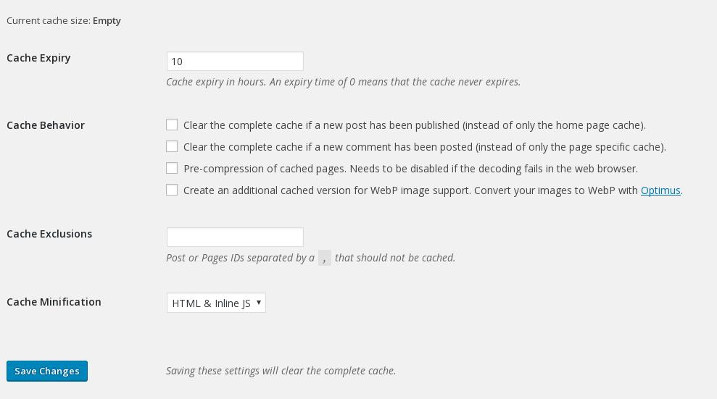 Current cache size: Empty
Cache Expiry
10
Cache expiry in hours. An expiry time of 0 means that the cache never expires.
Cache Behavior
Clear the complete cache if a new post has been published (instead of only the home page cache).
Clear the complete cache if a new comment has been posted (instead of only the page specific cache).
Pre-compression of cached pages. Needs to be disabled if the decoding fails in the web browser.
Create an additional cached version for WebP image support. Convert your images to WebP with Optimus.
Cache Exclusions
Post or Pages IDs separated by a , that should not be cached.
Cache Minification
HTML & Inline JS
Save Changes
Saving these settings will clear the complete cache.